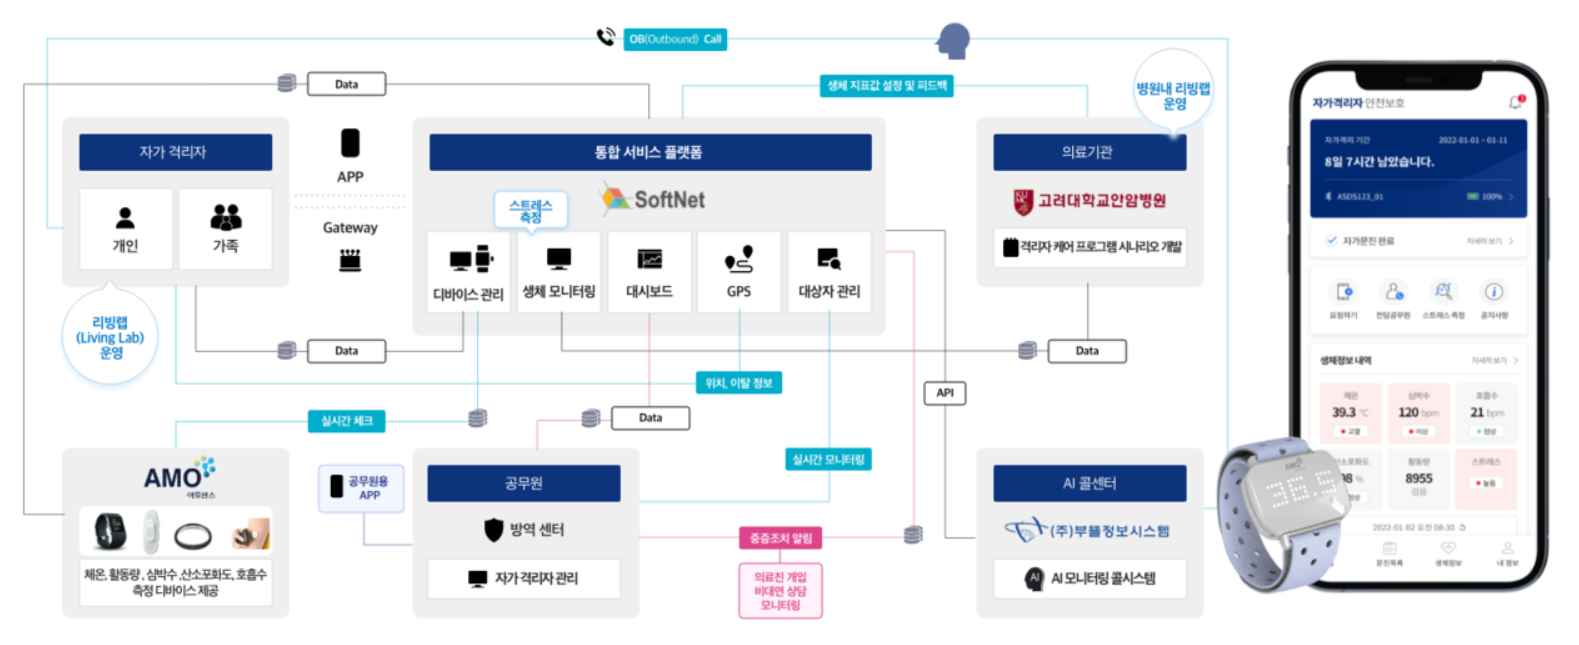 OB(Outbound) Call
Data
생체 지표값 설정 및 피드백
병원내 리빙랩
운영
자가 격리자
개인
가족
리빙랩
(Living Lab)
운영
APP
Gateway
통합 서비스 플랫폼
SoftNet
스트레스
측정
디바이스 관리
생체 모니터링
대시보드
GPS
대상자 관리
의료기관
고려대학교안암병원
격리자 케어 프로그램 시나리오 개발
Data
Data
위치, 이탈 정보
API
실시간 체크
Data
실시간 모니터링
AMO
아모센스
체온, 활동량, 심박수, 산소포화도, 호흡수
측정 디바이스 제공
공무원용
APP
공무원
방역 센터
자가 격리자 관리
중증조치 알림
의료진 개입
비대면 상담
모니터링
AI 콜센터
(주)부뜰정보시스템
AI
AI 모니터링 콜시스템
자가격리자 안전보호
자가격리 기간
2022-01-01 ~ 01-11
8일 7시간 남았습니다.
ASDS123_01
100%
자가문진 완료
자세히 보기
요청하기
전담공무원
스트레스 측정
공지사항
생체정보 내역
자세히 보기
체온
심박수
호흡수
39.3 °C
120 bpm
21 bpm
고열
이상
정상
산소포화도
활동량
스트레스
98 %
8955
걸음
정상
높음
2022-01-02 오전 08:30
문진목록
생체정보
내 정보
36.5